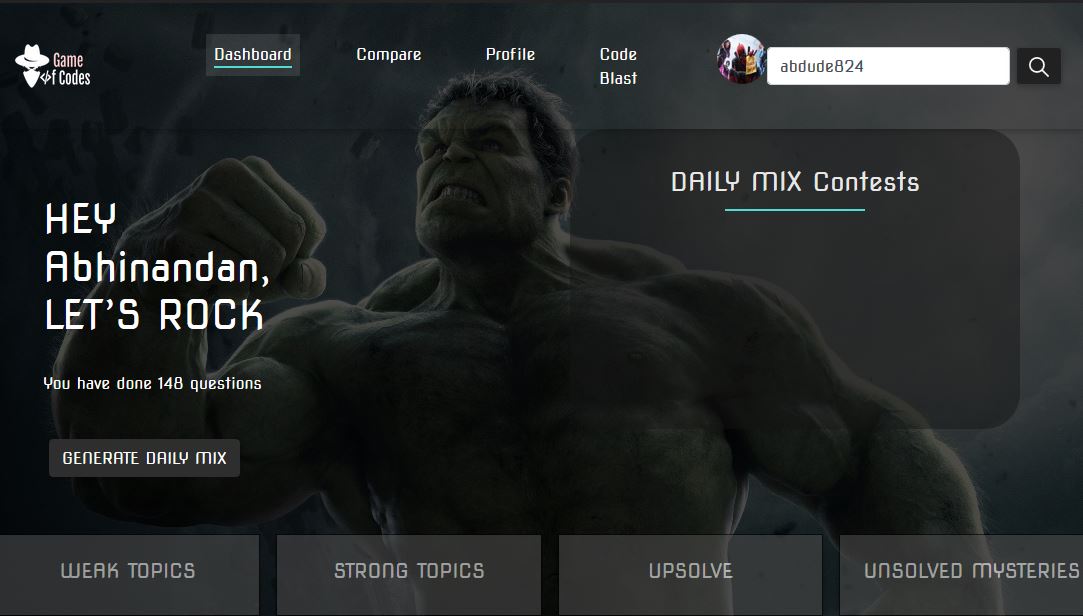 Game
</>f Codes
Dashboard
Compare
Profile
Code
Blast
abdude824
DAILY MIX Contests
HEY
Abhinandan,
LET'S ROCK
You have done 148 questions
GENERATE DAILY MIX
WEAK TOPICS
STRONG TOPICS
UPSOLVE
UNSOLVED MYSTERIES